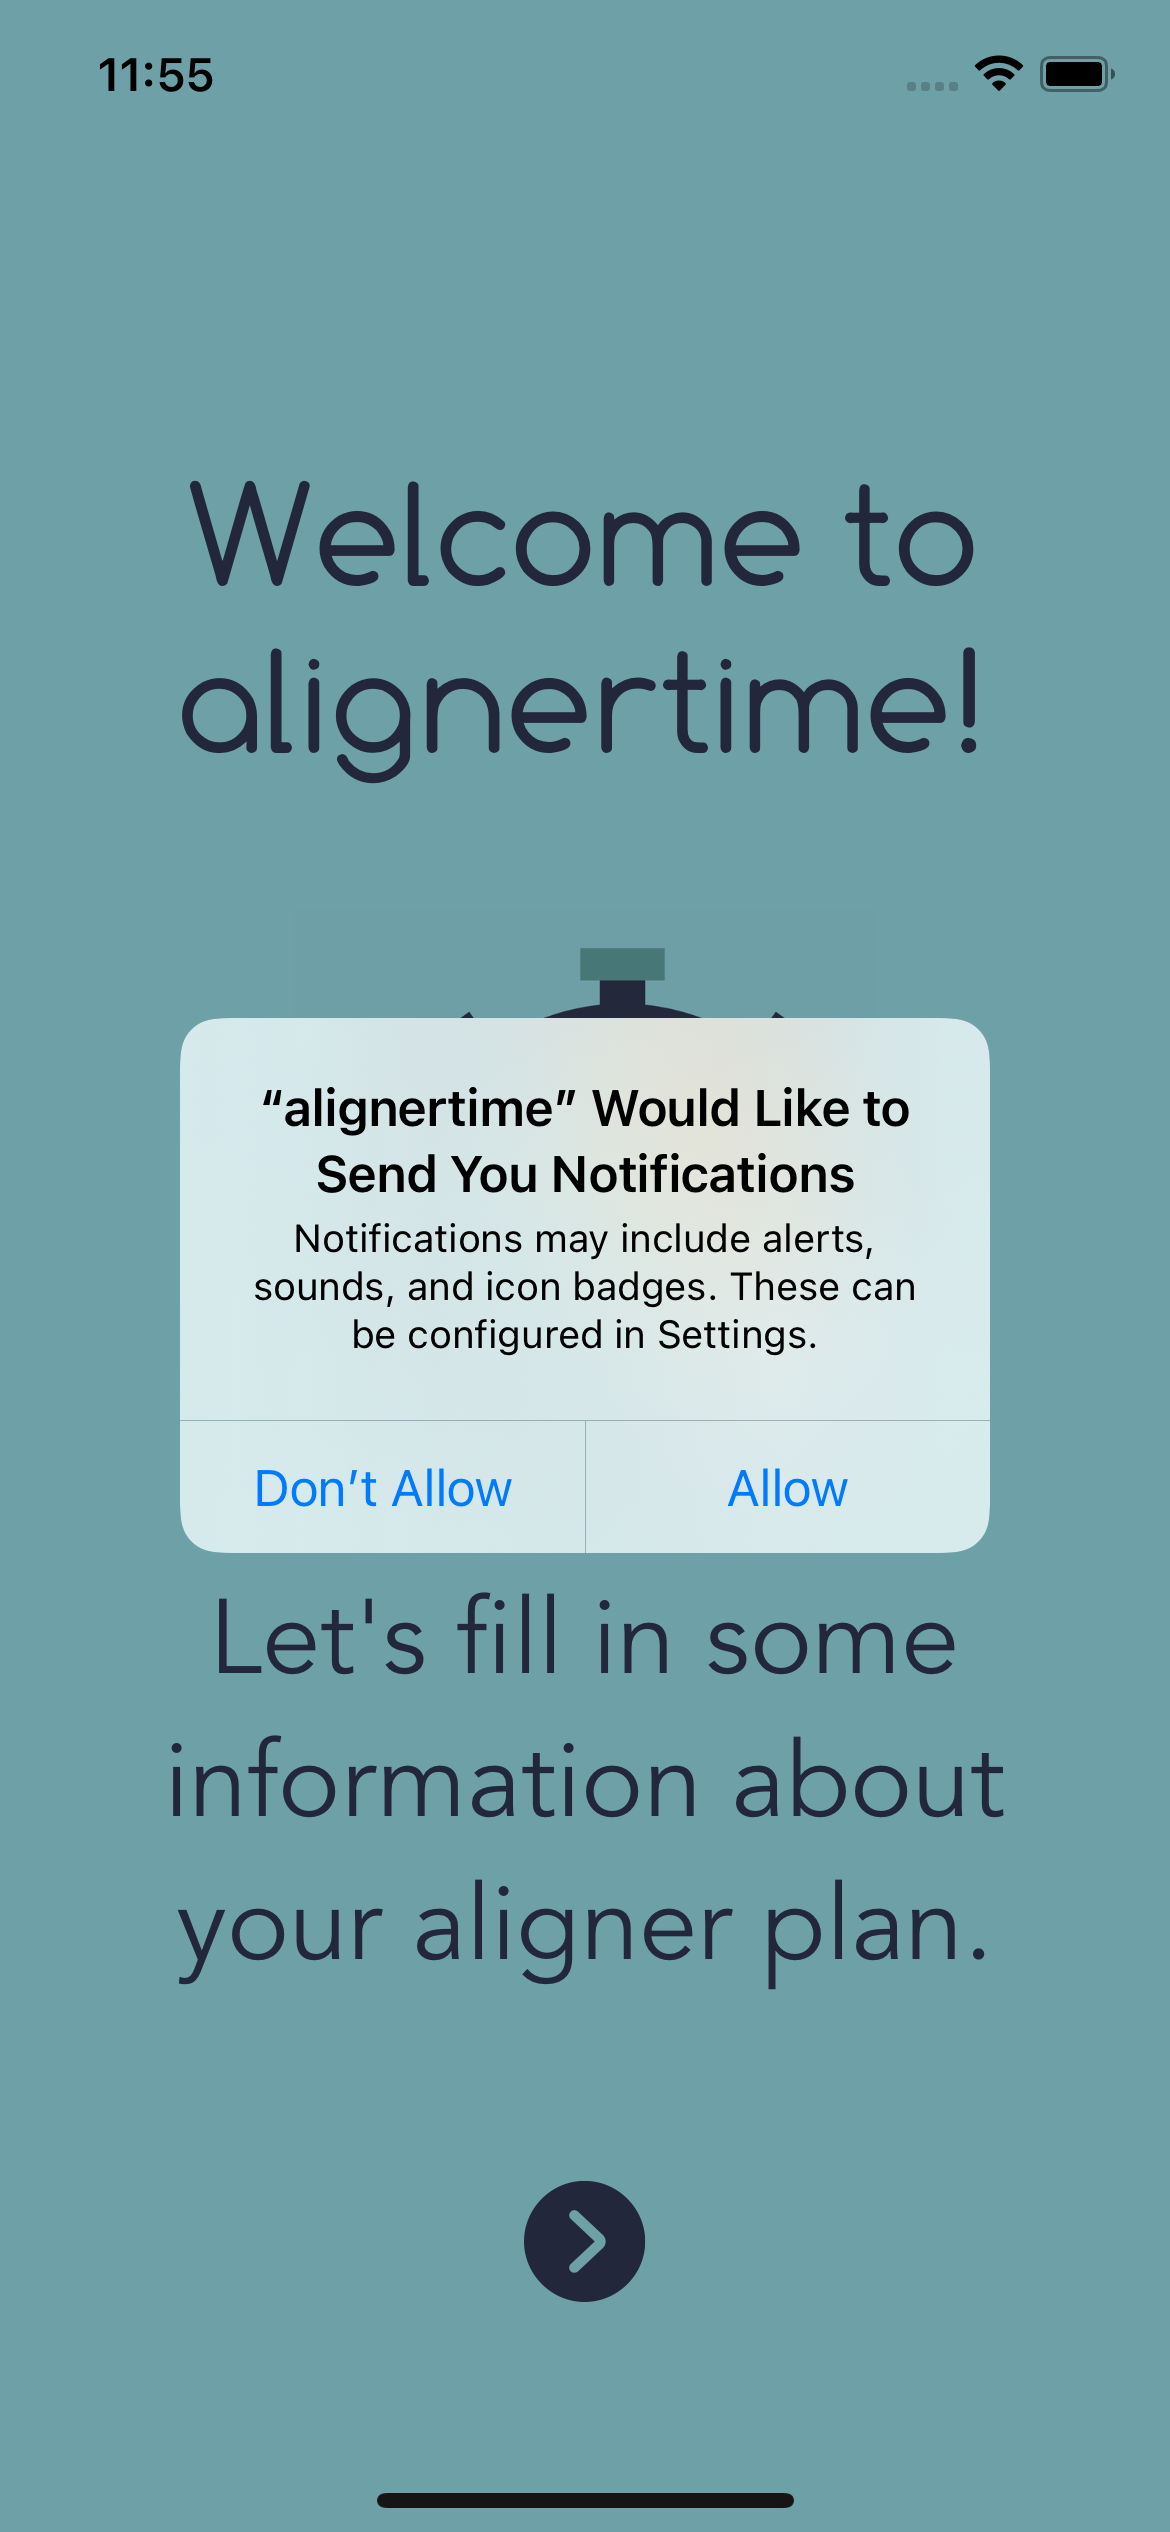 11:55
Welcome to
alignertime!
“alignertime” Would Like to
Send You Notifications
Notifications may include alerts,
sounds, and icon badges. These can
be configured in Settings.
Don’t Allow
Allow
Let's fill in some
information about
your aligner plan.